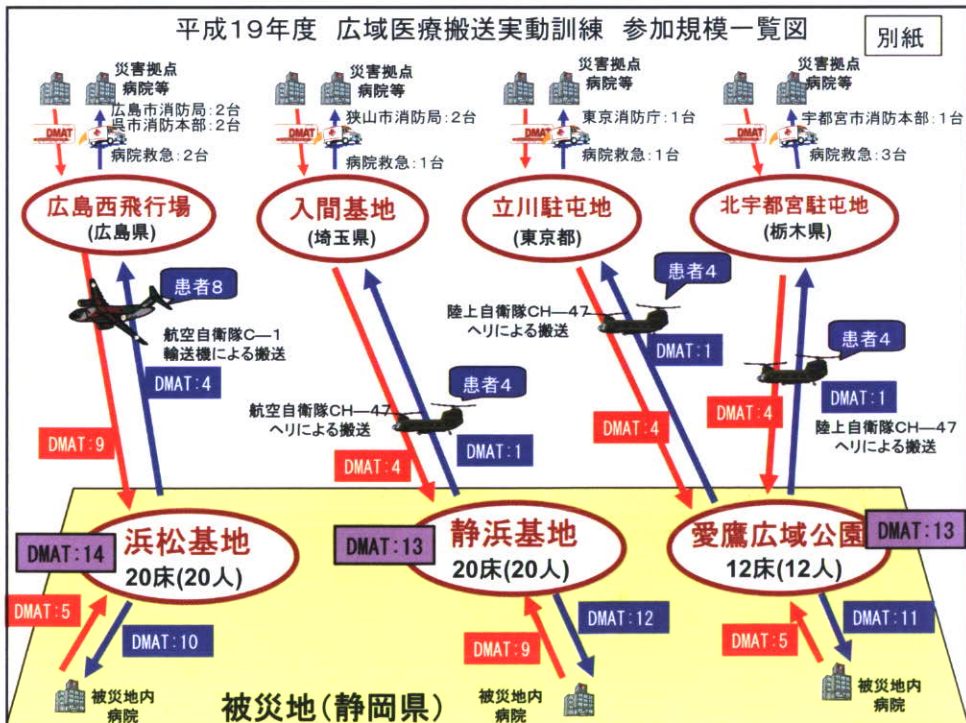 平成19年度 広域医療搬送実動訓練 参加規模一覧図
別紙
災害拠点
病院等
広島市消防局:2台
呉市消防本部:2台
DMAT
病院救急:2台
災害拠点
病院等
狭山市消防局:2台
DMAT
病院救急:1台
災害拠点
病院等
東京消防庁:1台
DMAT
病院救急:1台
災害拠点
病院等
宇都宮市消防本部:1台
DMAT
病院救急:3台
広島西飛行場
(広島県)
入間基地
(埼玉県)
立川駐屯地
(東京都)
北宇都宮駐屯地
(栃木県)
患者8
航空自衛隊C―1
輸送機による搬送
DMAT:4
DMAT:9
患者4
航空自衛隊CH―47
ヘリによる搬送
DMAT:1
DMAT:4
患者4
陸上自衛隊CH―47
ヘリによる搬送
DMAT:1
DMAT:4
患者4
DMAT:1
DMAT:4
陸上自衛隊CH―47
ヘリによる搬送
DMAT:14
浜松基地
20床(20人)
DMAT:13
静浜基地
20床(20人)
愛鷹広域公園
12床(12人)
DMAT:13
DMAT:5
DMAT:10
DMAT:9
DMAT:12
DMAT:5
DMAT:11
被災地内
病院
被災地内
病院
被災地内
病院
被災地(静岡県)